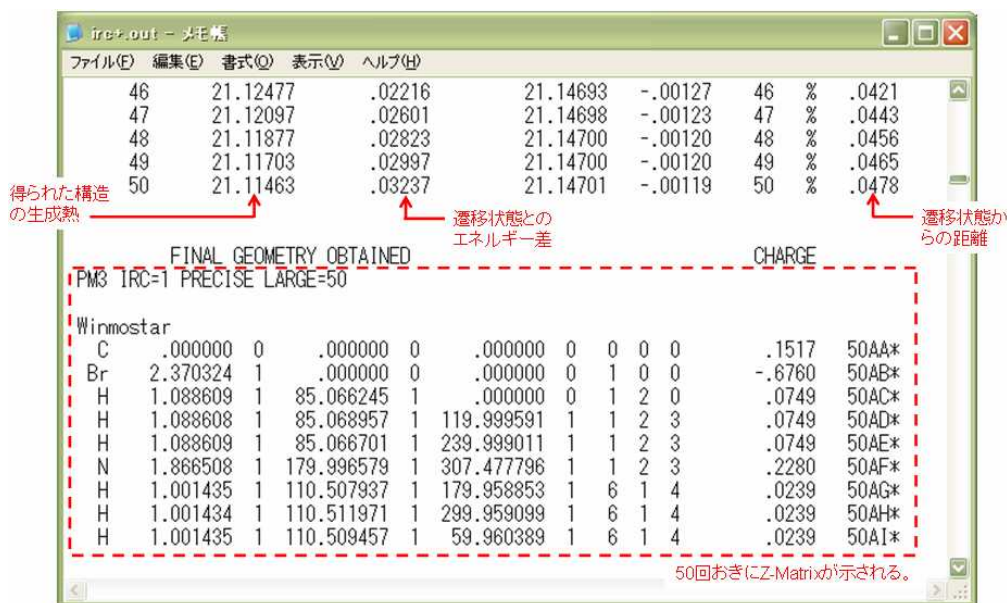 irc+.out - メモ帳
ファイル(F) 編集(E) 書式(O) 表示(V) ヘルプ(H)
46 21.12477 .02216 21.14693 -.00127 46 % .0421
47 21.12097 .02601 21.14698 -.00123 47 % .0443
48 21.11877 .02823 21.14700 -.00120 48 % .0456
49 21.11703 .02997 21.14700 -.00120 49 % .0465
50 21.11463 .03237 21.14701 -.00119 50 % .0478
得られた構造
の生成熱
遷移状態との
エネルギー差
遷移状態か
らの距離
FINAL GEOMETRY OBTAINED CHARGE
PM3 IRC=1 PRECISE LARGE=50
Winmostar
C .000000 0 .000000 0 .000000 0 0 0 0 .1517 50AA*
Br 2.370324 1 .000000 0 .000000 0 1 0 0 -.6760 50AB*
H 1.088609 1 85.066245 1 .000000 0 1 2 0 .0749 50AC*
H 1.088608 1 85.068957 1 119.999591 1 1 2 3 .0749 50AD*
H 1.088609 1 85.066701 1 239.999011 1 1 2 3 .0749 50AE*
N 1.866508 1 179.996579 1 307.477796 1 1 2 3 .2280 50AF*
H 1.001435 1 110.507937 1 179.958853 1 6 1 4 .0239 50AG*
H 1.001434 1 110.511971 1 299.959099 1 6 1 4 .0239 50AH*
H 1.001435 1 110.509457 1 59.960389 1 6 1 4 .0239 50AI*
50回おきにZ-Matrixが示される。